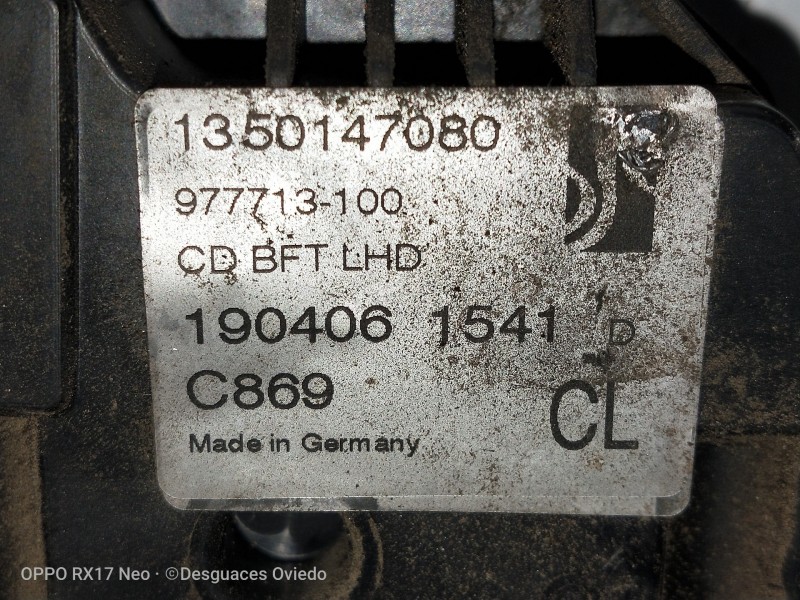 1350147080
977713-100
CD BFT LHD
190406 1541 D
C869
CL
Made in Germany
OPPO RX17 Neo · ©Desguaces Oviedo